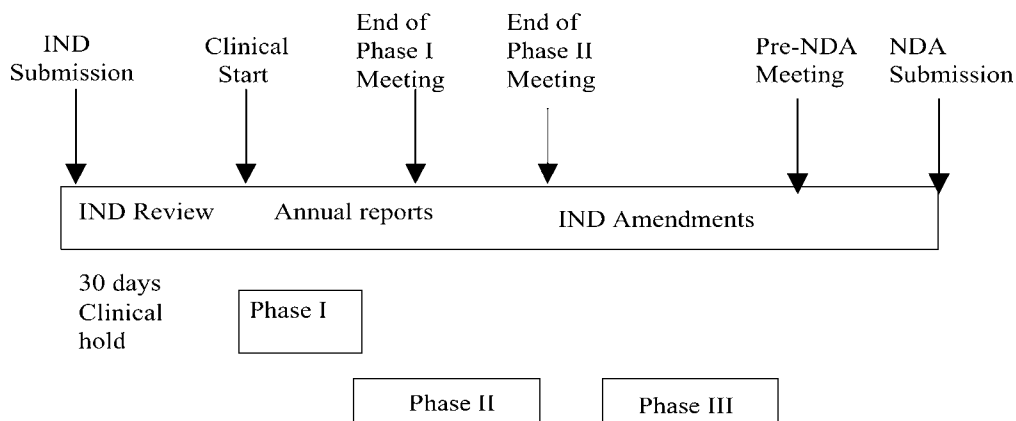 IND
Submission
Clinical
Start
End of
Phase I
Meeting
End of
Phase II
Meeting
Pre-NDA
Meeting
NDA
Submission
IND Review
Annual reports
IND Amendments
30 days
Clinical
hold
Phase I
Phase II
Phase III